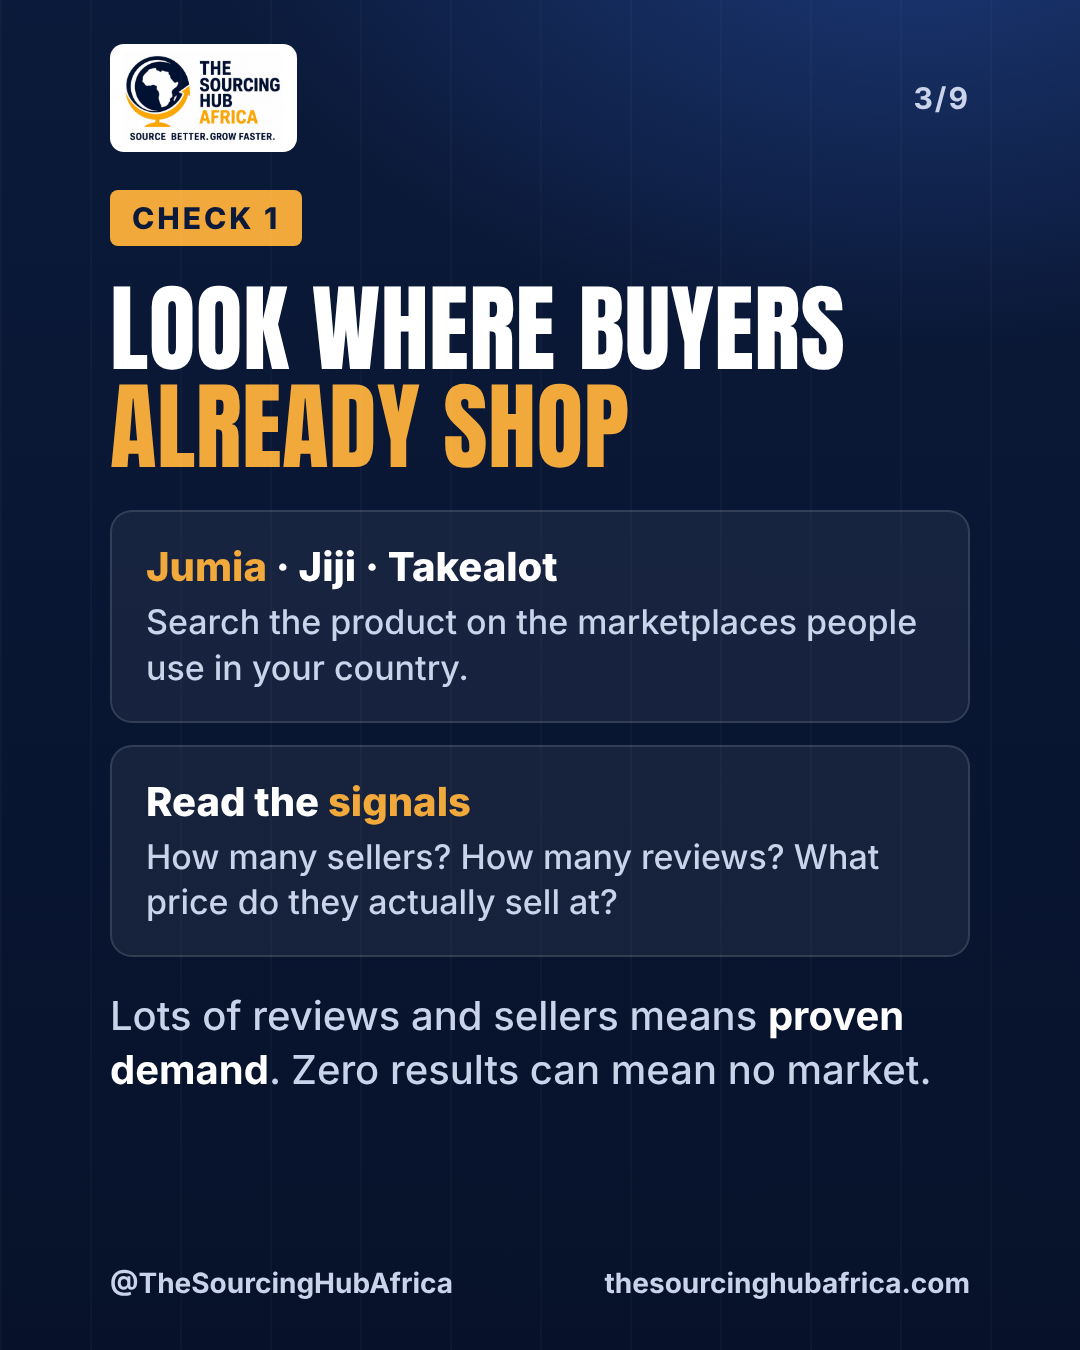 THE
SOURCING
HUB
AFRICA
SOURCE BETTER. GROW FASTER.
3/9
CHECK 1
LOOK WHERE BUYERS
ALREADY SHOP
Jumia · Jiji · Takealot
Search the product on the marketplaces people
use in your country.
Read the signals
How many sellers? How many reviews? What
price do they actually sell at?
Lots of reviews and sellers means proven
demand. Zero results can mean no market.
@TheSourcingHubAfrica
thesourcinghubafrica.com